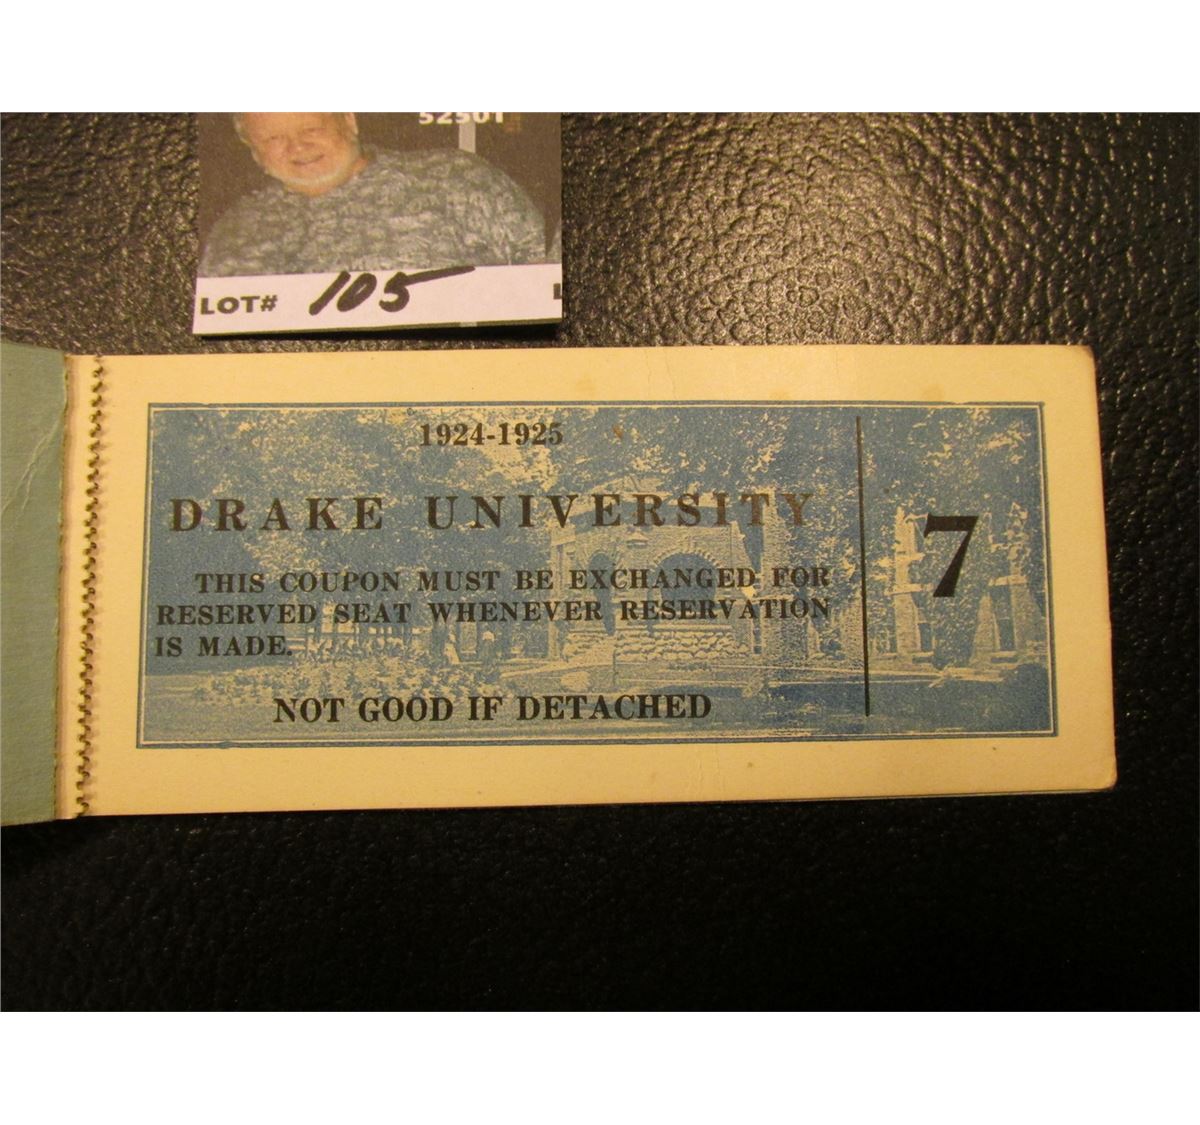 52501
LOT# 105
1924-1925
DRAKE UNIVERSITY
THIS COUPON MUST BE EXCHANGED FOR
RESERVED SEAT WHENEVER RESERVATION
IS MADE.
NOT GOOD IF DETACHED
7